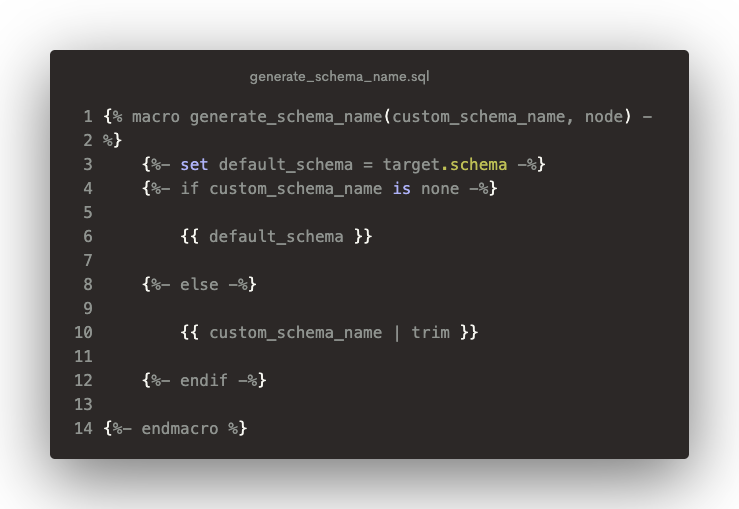 generate_schema_name.sql
1 {% macro generate_schema_name(custom_schema_name, node) -
2 %}
3     {%- set default_schema = target.schema -%}
4     {%- if custom_schema_name is none -%}
5
6         {{ default_schema }}
7
8     {%- else -%}
9
10         {{ custom_schema_name | trim }}
11
12     {%- endif -%}
13
14 {%- endmacro %}